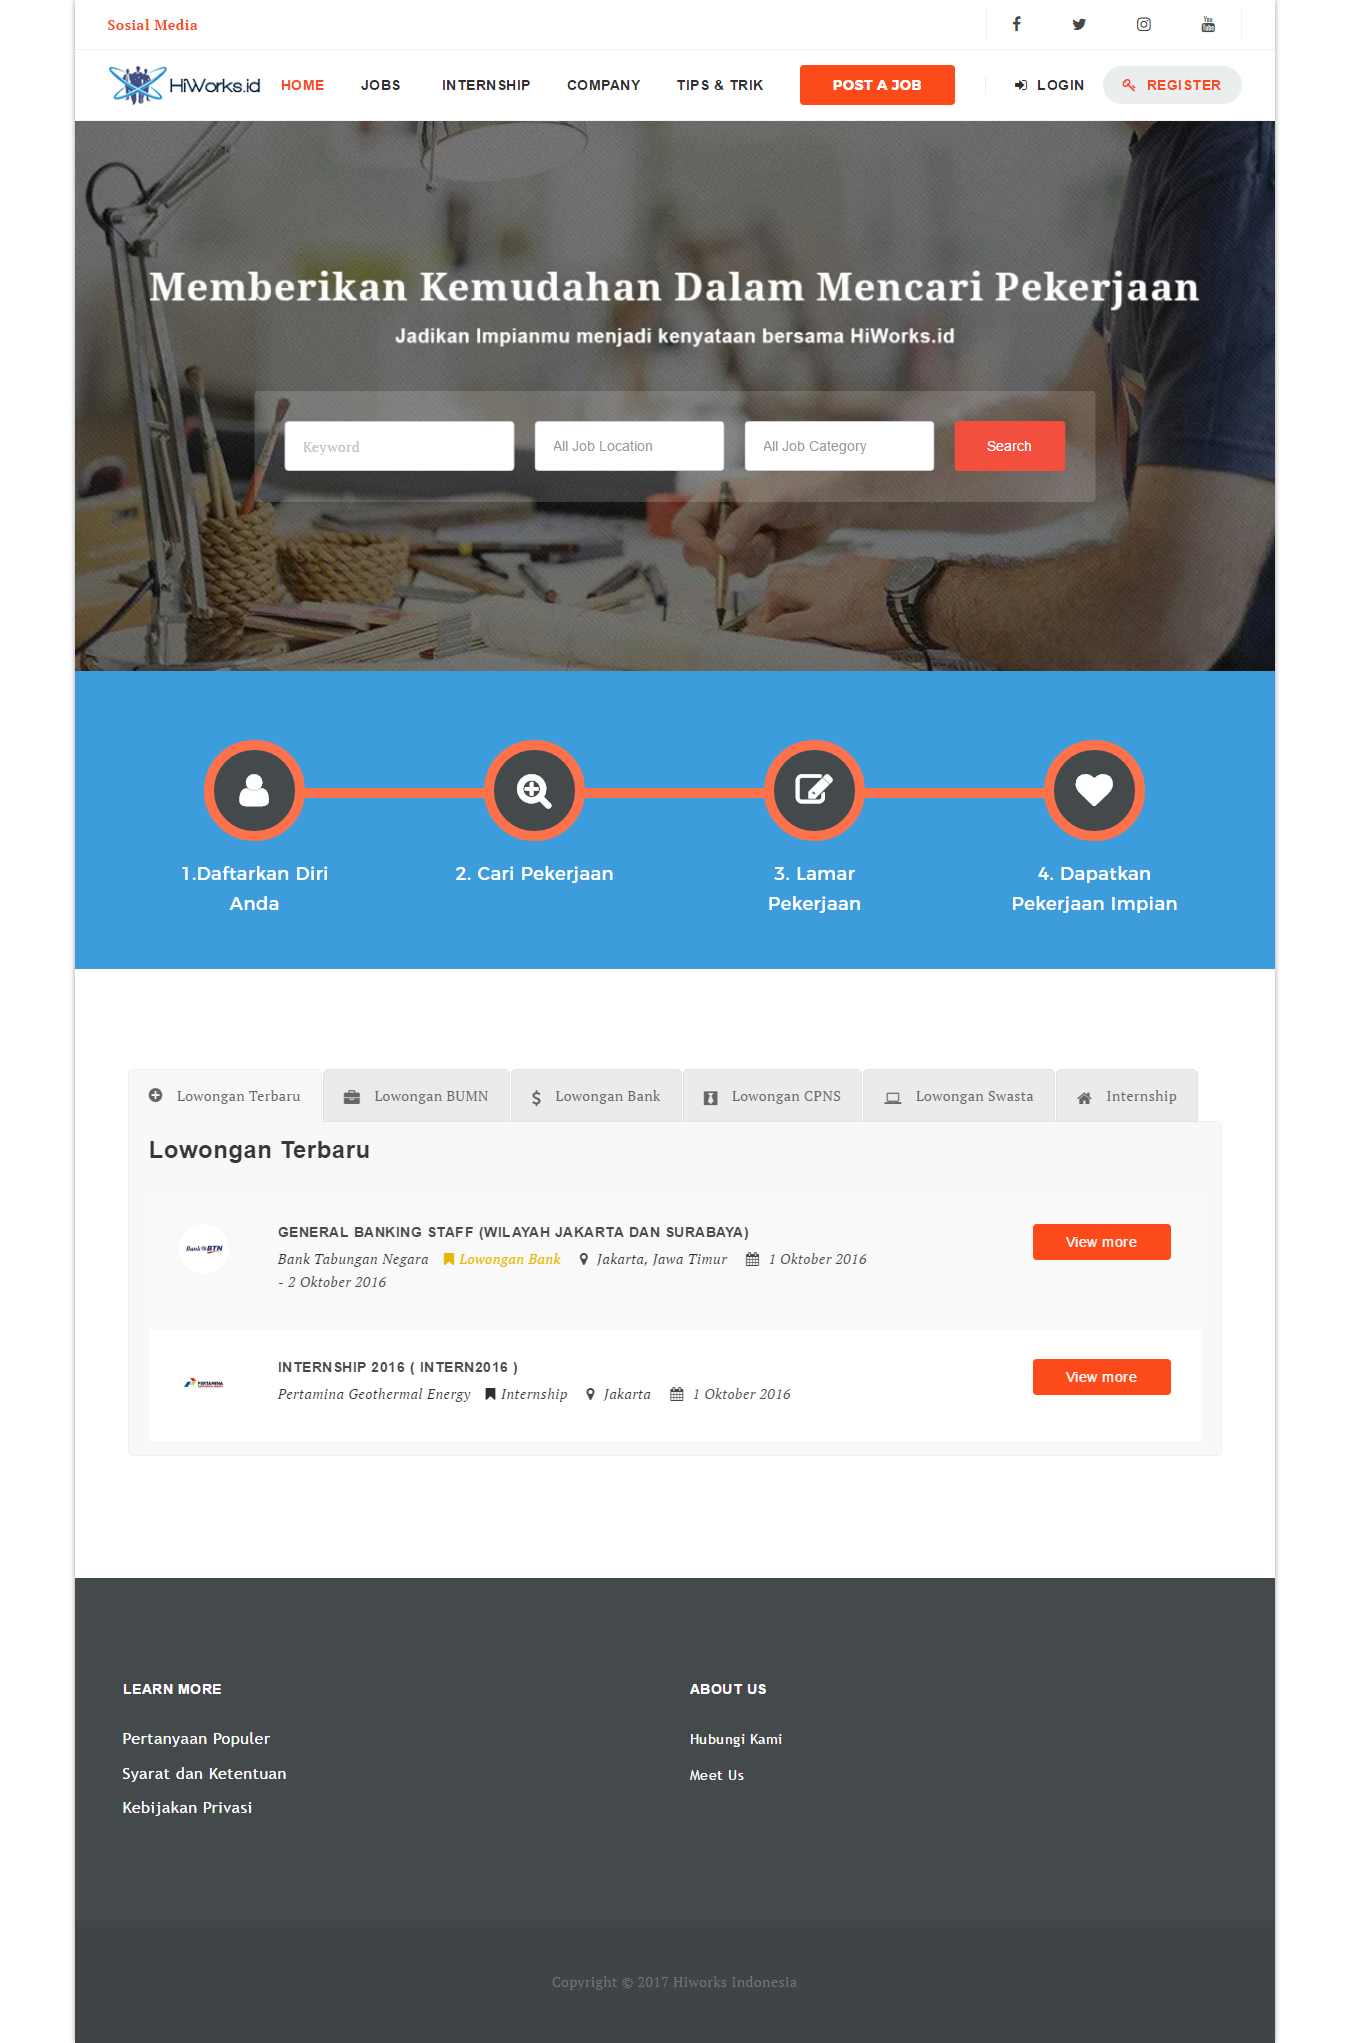 Sosial Media
HiWorks.id
HOME
JOBS
INTERNSHIP
COMPANY
TIPS & TRIK
POST A JOB
LOGIN
REGISTER
Memberikan Kemudahan Dalam Mencari Pekerjaan
Jadikan Impianmu menjadi kenyataan bersama HiWorks.id
Keyword
All Job Location
All Job Category
Search
1.Daftarkan Diri
Anda
2. Cari Pekerjaan
3. Lamar
Pekerjaan
4. Dapatkan
Pekerjaan Impian
Lowongan Terbaru
Lowongan BUMN
Lowongan Bank
Lowongan CPNS
Lowongan Swasta
Internship
Lowongan Terbaru
Bank BTN
GENERAL BANKING STAFF (WILAYAH JAKARTA DAN SURABAYA)
Bank Tabungan Negara Lowongan Bank Jakarta, Jawa Timur 1 Oktober 2016
- 2 Oktober 2016
View more
PERTAMINA
INTERNSHIP 2016 ( INTERN2016 )
Pertamina Geothermal Energy Internship Jakarta 1 Oktober 2016
View more
LEARN MORE
Pertanyaan Populer
Syarat dan Ketentuan
Kebijakan Privasi
ABOUT US
Hubungi Kami
Meet Us
Copyright © 2017 Hiworks Indonesia